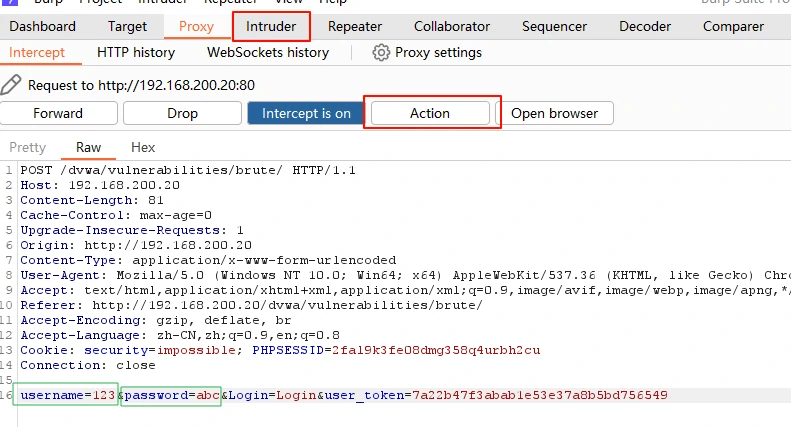 Burp Project Intruder Repeater View Help Burp Suite Pro
Dashboard Target Proxy Intruder Repeater Collaborator Sequencer Decoder Comparer
Intercept HTTP history WebSockets history Proxy settings
Request to http://192.168.200.20:80
Forward Drop Intercept is on Action Open browser
Pretty Raw Hex
1 POST /dvwa/vulnerabilities/brute/ HTTP/1.1
2 Host: 192.168.200.20
3 Content-Length: 81
4 Cache-Control: max-age=0
5 Upgrade-Insecure-Requests: 1
6 Origin: http://192.168.200.20
7 Content-Type: application/x-www-form-urlencoded
8 User-Agent: Mozilla/5.0 (Windows NT 10.0; Win64; x64) AppleWebKit/537.36 (KHTML, like Gecko) Chro
9 Accept: text/html,application/xhtml+xml,application/xml;q=0.9,image/avif,image/webp,image/apng,*/
10 Referer: http://192.168.200.20/dvwa/vulnerabilities/brute/
11 Accept-Encoding: gzip, deflate, br
12 Accept-Language: zh-CN,zh;q=0.9,en;q=0.8
13 Cookie: security=impossible; PHPSESSID=2fal9k3fe08dmg358q4urbh2cu
14 Connection: close
15
16 username=123&password=abc&Login=Login&user_token=7a22b47f3abab1e53e37a8b5bd756549